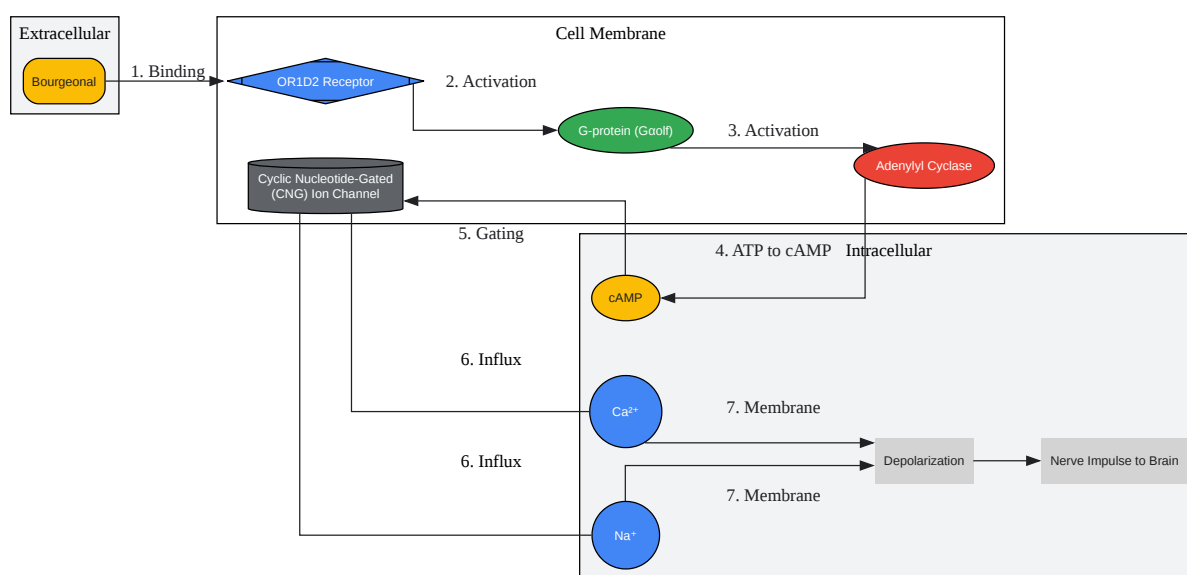 Extracellular
Bourgeonal
1. Binding
Cell Membrane
OR1D2 Receptor
2. Activation
G-protein (Gαolf)
3. Activation
Adenylyl Cyclase
Cyclic Nucleotide-Gated
(CNG) Ion Channel
5. Gating
4. ATP to cAMP
Intracellular
cAMP
6. Influx
Ca²⁺
7. Membrane
6. Influx
Depolarization
Nerve Impulse to Brain
7. Membrane
Na⁺